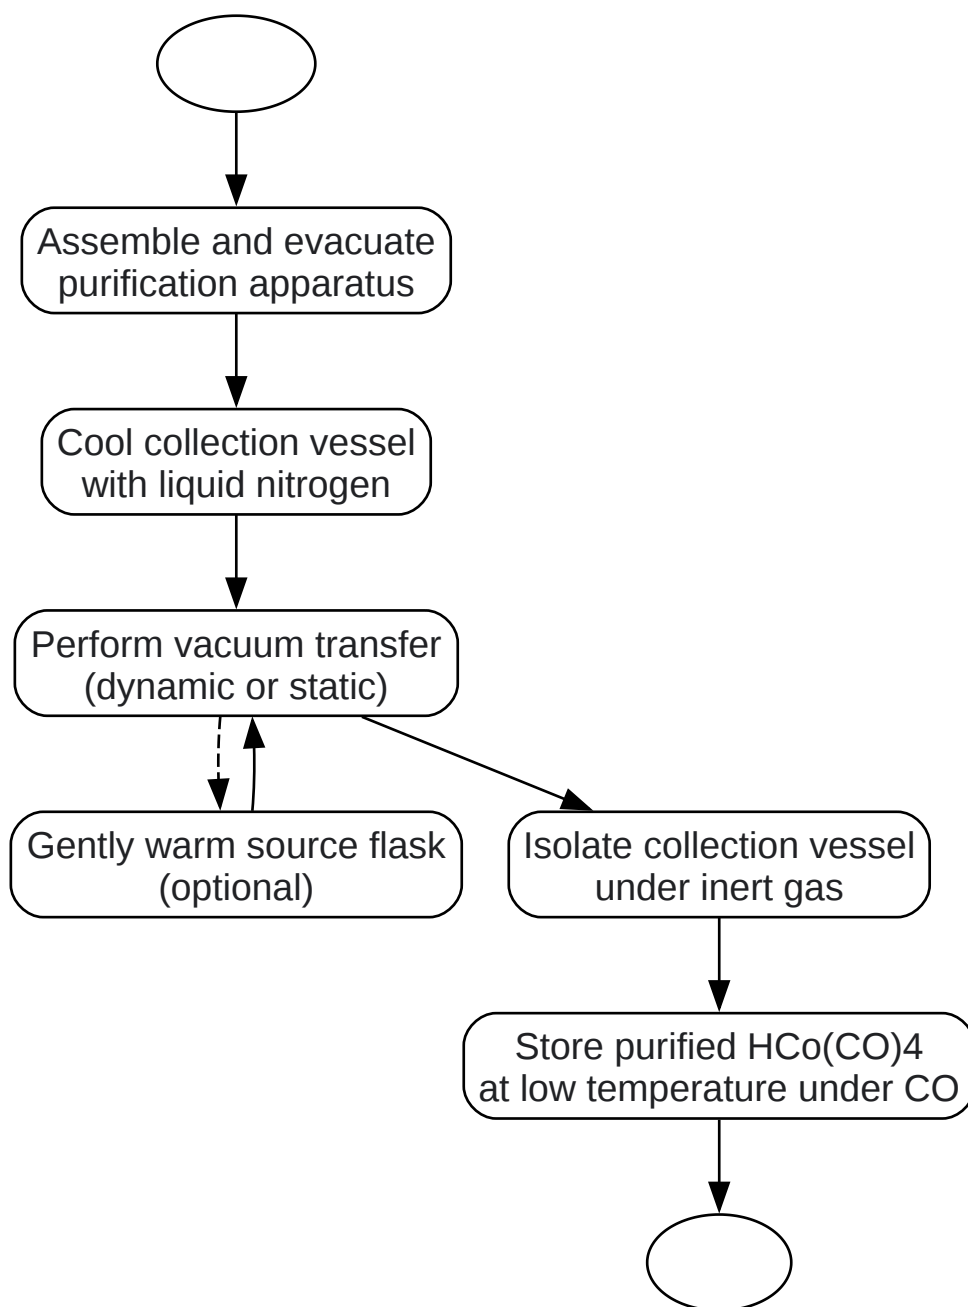 Assemble and evacuate
purification apparatus
Cool collection vessel
with liquid nitrogen
Perform vacuum transfer
(dynamic or static)
Gently warm source flask
(optional)
Isolate collection vessel
under inert gas
Store purified HCo(CO)4
at low temperature under CO